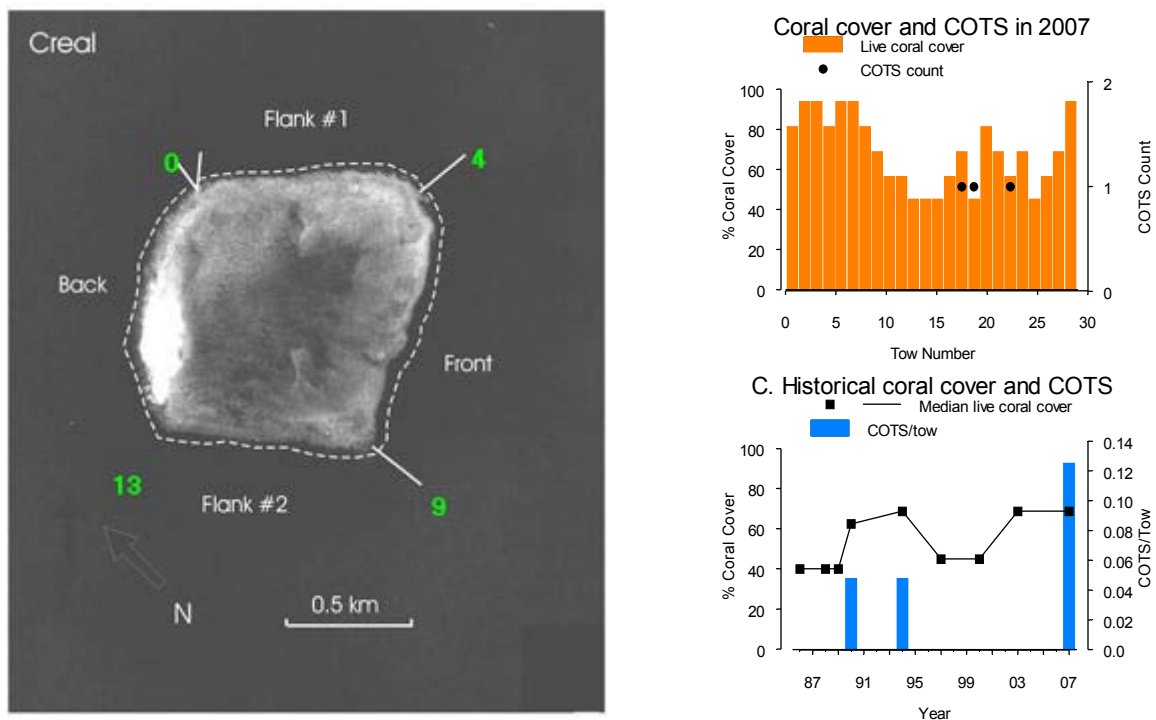 Creal
Flank #1
0
4
Back
Front
13
Flank #2
9
N
0.5 km
Coral cover and COTS in 2007
Live coral cover
COTS count
% Coral Cover
100
80
60
40
20
0
COTS Count
2
1
0
0 5 10 15 20 25 30
Tow Number
C. Historical coral cover and COTS
Median live coral cover
COTS/tow
% Coral Cover
100
80
60
40
20
0
COTS/Tow
0.14
0.12
0.10
0.08
0.06
0.04
0.02
0.0
87 91 95 99 03 07
Year